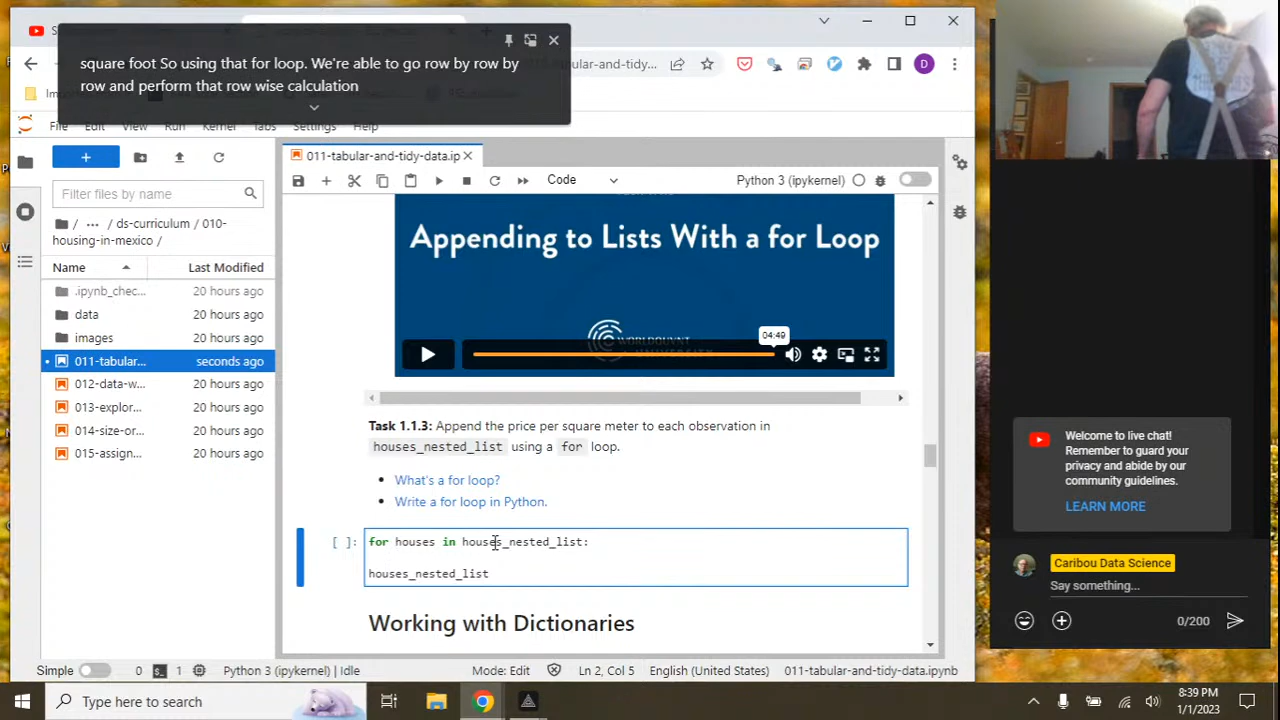 square foot So using that for loop. We're able to go row by row by
row and perform that row wise calculation
ular-and-tidy-...
D
File Edit View Run Kernel Tabs Settings Help
011-tabular-and-tidy-data.ip
Code
Python 3 (ipykernel)
Filter files by name
/ ··· / ds-curriculum / 010-
housing-in-mexico /
Name Last Modified
.ipynb_chec... 20 hours ago
data 20 hours ago
images 20 hours ago
011-tabular... seconds ago
012-data-w... 20 hours ago
013-explor... 20 hours ago
014-size-or... 20 hours ago
015-assign... 20 hours ago
Appending to Lists With a for Loop
WORLDQUANT
UNIVERSITY
04:49
Task 1.1.3: Append the price per square meter to each observation in
houses_nested_list using a for loop.
What's a for loop?
Write a for loop in Python.
[ ]: for houses in houses_nested_list:
houses_nested_list
Working with Dictionaries
Simple 0 1 Python 3 (ipykernel) | Idle Mode: Edit Ln 2, Col 5 English (United States) 011-tabular-and-tidy-data.ipynb
Welcome to live chat!
Remember to guard your
privacy and abide by our
community guidelines.
LEARN MORE
Caribou Data Science
Say something...
0/200
Type here to search
8:39 PM
1/1/2023